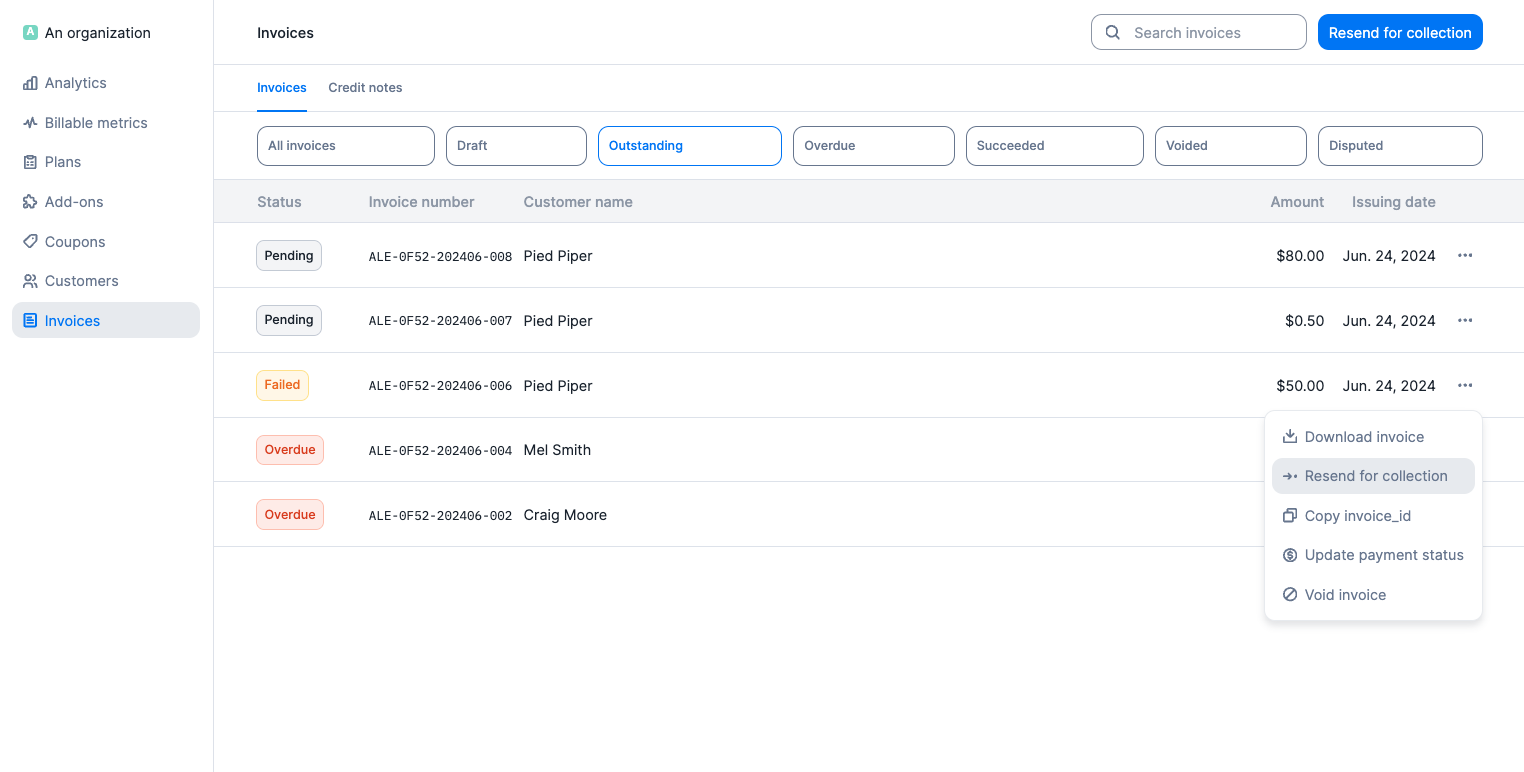 A An organization
Analytics
Billable metrics
Plans
Add-ons
Coupons
Customers
Invoices
Invoices
Search invoices
Resend for collection
Invoices Credit notes
All invoices Draft Outstanding Overdue Succeeded Voided Disputed
Status Invoice number Customer name Amount Issuing date
Pending ALE-0F52-202406-008 Pied Piper $80.00 Jun. 24, 2024
Pending ALE-0F52-202406-007 Pied Piper $0.50 Jun. 24, 2024
Failed ALE-0F52-202406-006 Pied Piper $50.00 Jun. 24, 2024
Overdue ALE-0F52-202406-004 Mel Smith
Overdue ALE-0F52-202406-002 Craig Moore
Download invoice
Resend for collection
Copy invoice_id
Update payment status
Void invoice